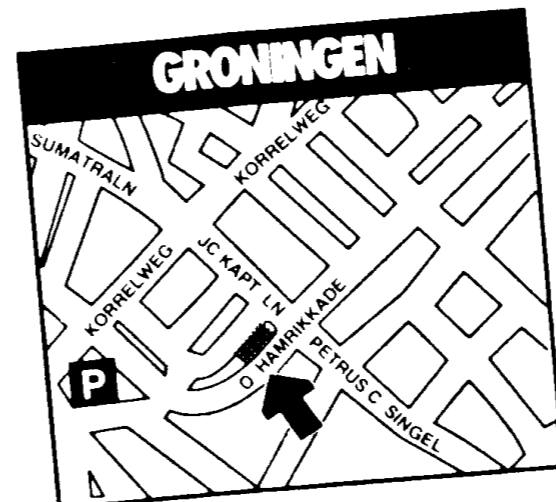 GRONINGEN
SUMATRALN
KORRELWEG
KORRELWEG
JC KAPT LN
O HAMRIKKADE
PETRUS C SINGEL
P